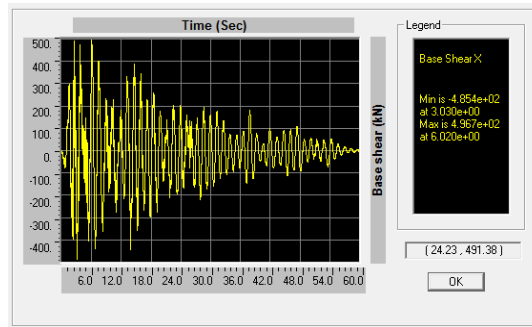 Time (Sec)
500.
400.
300.
200.
100.
0.
-100.
-200.
-300.
-400.
6.0 12.0 18.0 24.0 30.0 36.0 42.0 48.0 54.0 60.0
Base shear (kN)
Legend
Base Shear X
Min is -4.854e+02
at 3.030e+00
Max is 4.967e+02
at 6.020e+00
( 24.23 , 491.38 )
OK